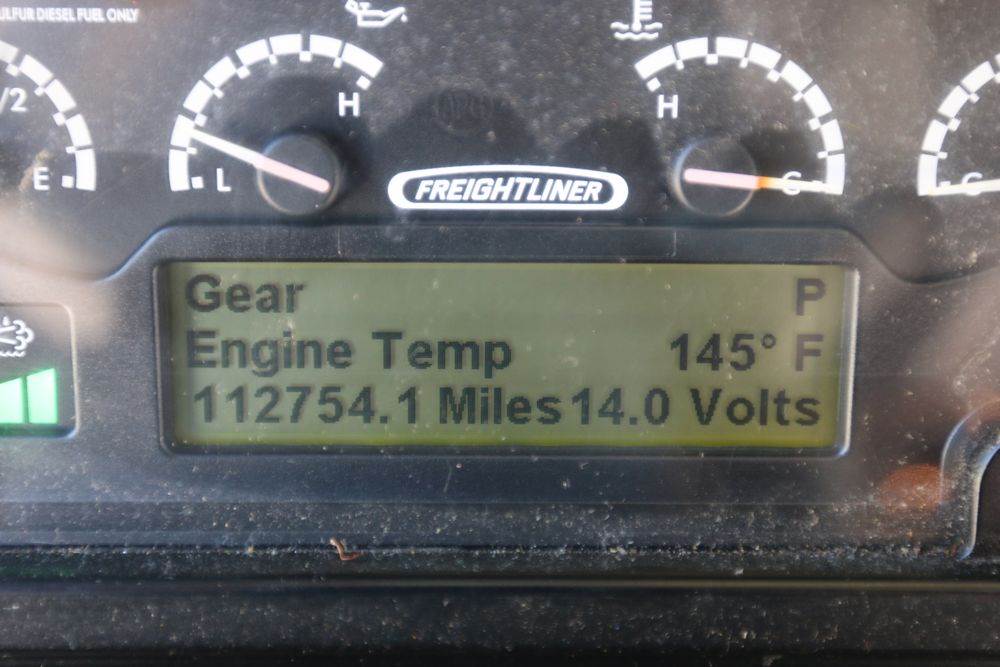 ULFUR DIESEL FUEL ONLY
/2
E
L
H
H
C
C
FREIGHTLINER
Gear P
Engine Temp 145° F
112754.1 Miles 14.0 Volts